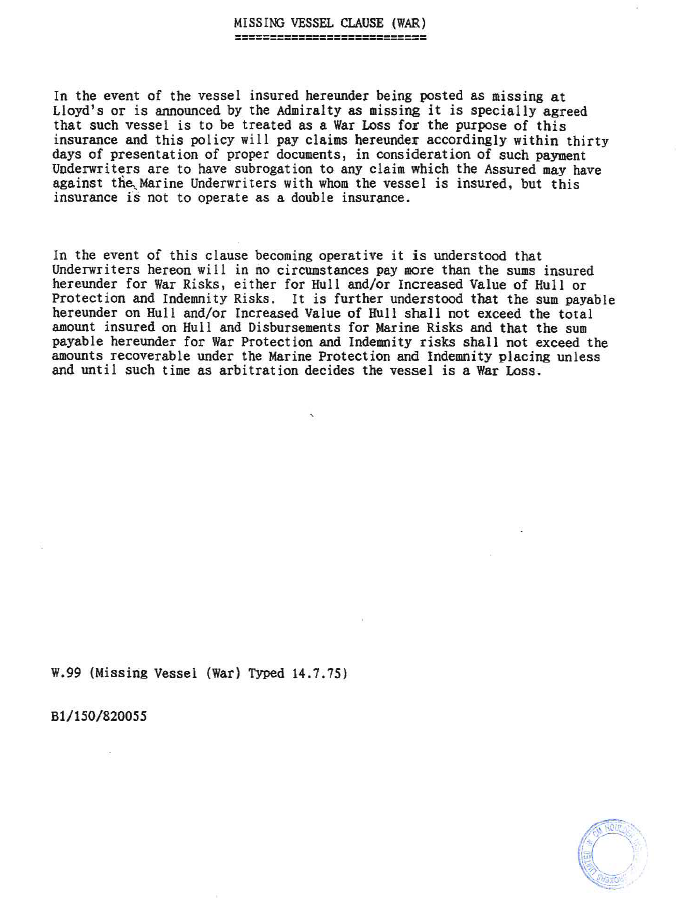 MISSING VESSEL CLAUSE (WAR)
===========================
In the event of the vessel insured hereunder being posted as missing at
Lloyd's or is announced by the Admiralty as missing it is specially agreed
that such vessel is to be treated as a War Loss for the purpose of this
insurance and this policy will pay claims hereunder accordingly within thirty
days of presentation of proper documents, in consideration of such payment
Underwriters are to have subrogation to any claim which the Assured may have
against the Marine Underwriters with whom the vessel is insured, but this
insurance is not to operate as a double insurance.
In the event of this clause becoming operative it is understood that
Underwriters hereon will in no circumstances pay more than the sums insured
hereunder for War Risks, either for Hull and/or Increased Value of Hull or
Protection and Indemnity Risks. It is further understood that the sum payable
hereunder on Hull and/or Increased Value of Hull shall not exceed the total
amount insured on Hull and Disbursements for Marine Risks and that the sum
payable hereunder for War Protection and Indemnity risks shall not exceed the
amounts recoverable under the Marine Protection and Indemnity placing unless
and until such time as arbitration decides the vessel is a War Loss.
W.99 (Missing Vessel (War) Typed 14.7.75)
B1/150/820055